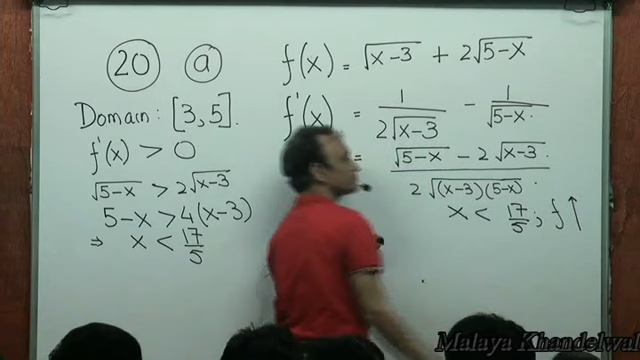 20 a
Domain : [3, 5].
f'(x) > 0
√5-x > 2√x-3
5-x > 4(x-3)
⇒ x < 17/5
f(x) = √x-3 + 2√5-x
f'(x) = 1/2√x-3 - 1/√5-x.
= √5-x - 2√x-3 / 2√(x-3)(5-x).
x < 17/5 ; f↑
Malaya Khandelwal